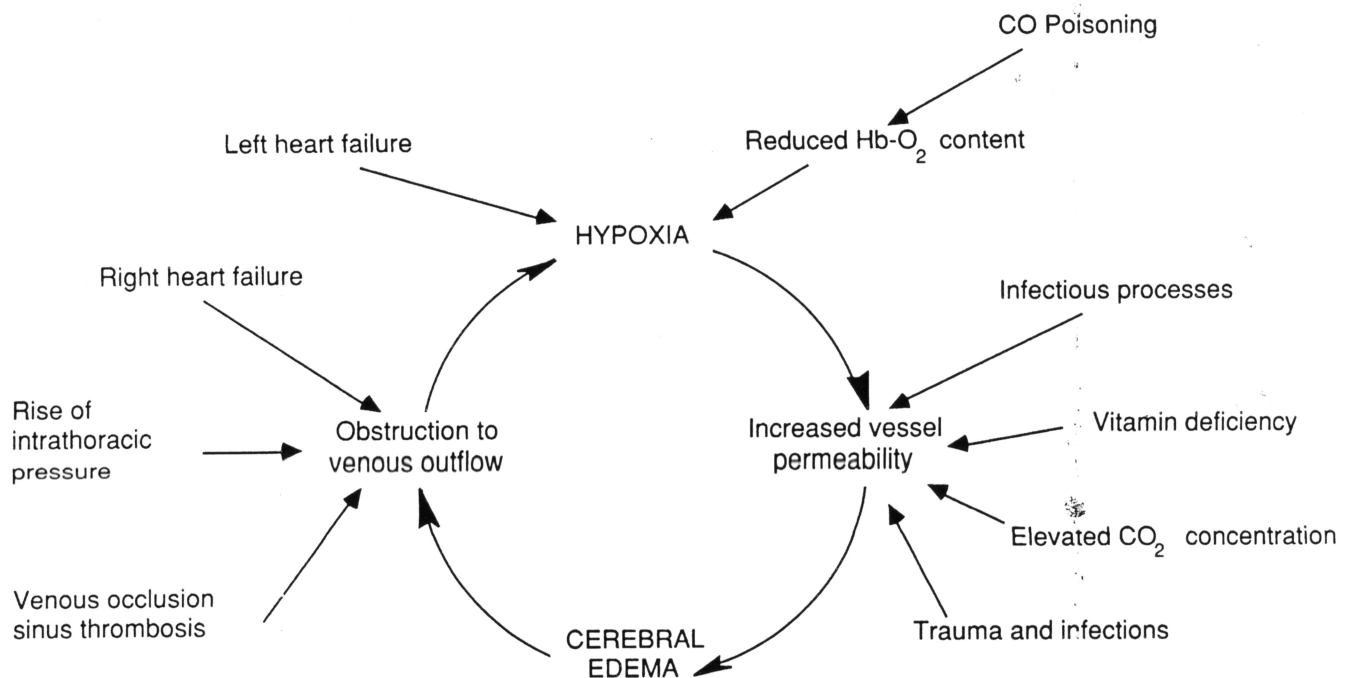 CO Poisoning
Left heart failure
Reduced Hb-O₂ content
HYPOXIA
Right heart failure
Infectious processes
Rise of
intrathoracic
pressure
Obstruction to
venous outflow
Increased vessel
permeability
Vitamin deficiency
Elevated CO₂ concentration
Venous occlusion
sinus thrombosis
Trauma and infections
CEREBRAL
EDEMA